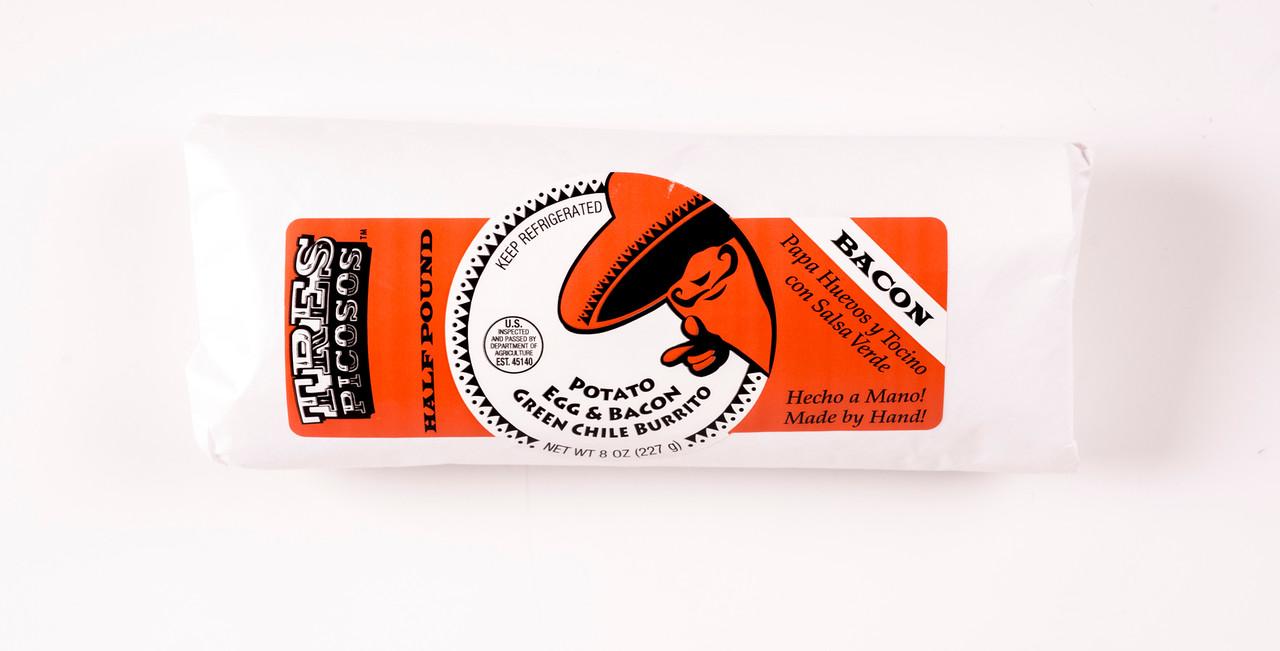 TRES
PICOSOS™
HALF POUND
KEEP REFRIGERATED
U.S.
INSPECTED
AND PASSED BY
DEPARTMENT OF
AGRICULTURE
EST. 45140
POTATO
EGG & BACON
GREEN CHILE BURRITO
NET WT 8 OZ (227 g)
BACON
Papa Huevos y Tocino
con Salsa Verde
Hecho a Mano!
Made by Hand!